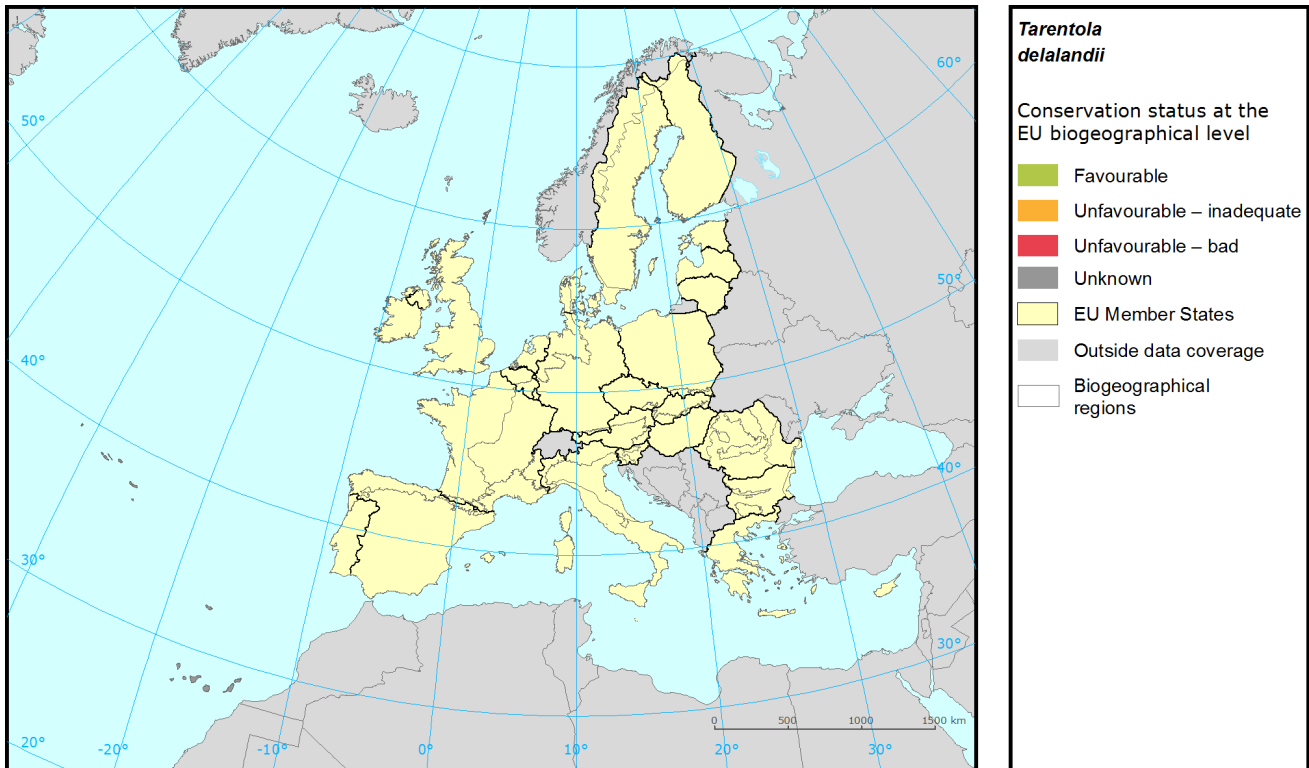 Tarentola
delalandii
Conservation status at the
EU biogeographical level
Favourable
Unfavourable – inadequate
Unfavourable – bad
Unknown
EU Member States
Outside data coverage
Biogeographical
regions
60°
50°
50°
40°
40°
30°
30°
0 500 1000 1500 km
20° -20° -10° 0° 10° 20° 30°